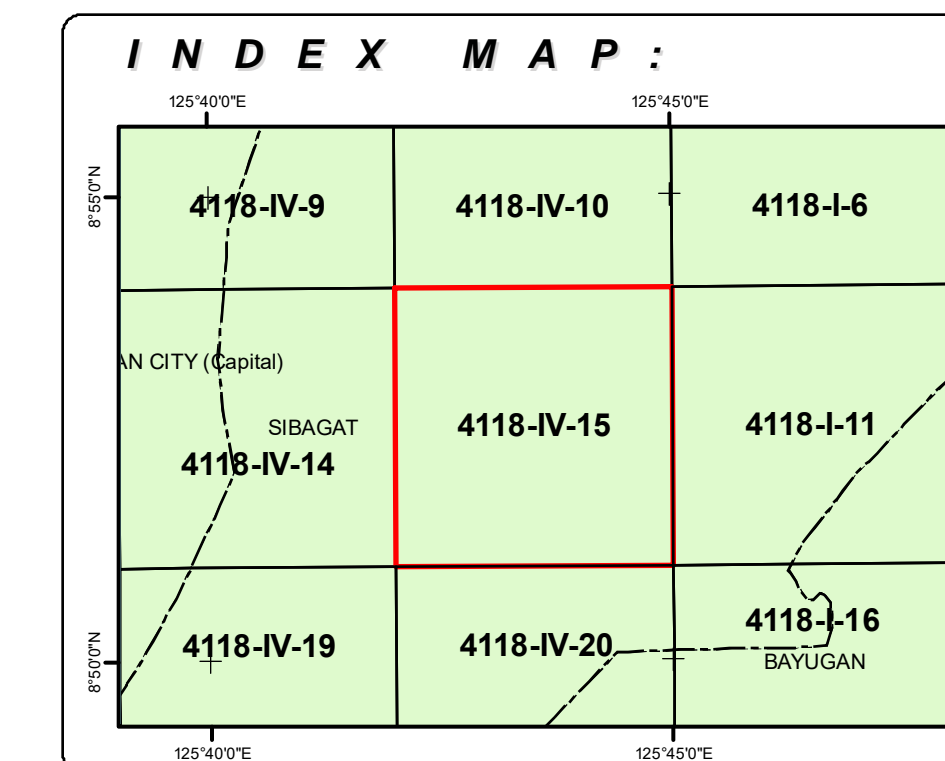 INDEX MAP:
125°40'0"E 125°45'0"E
8°55'0"N
4118-IV-9 4118-IV-10 4118-I-6
AN CITY (Capital)
SIBAGAT
4118-IV-14 4118-IV-15 4118-I-11
8°50'0"N
4118-IV-19 4118-IV-20 4118-I-16
BAYUGAN
125°40'0"E 125°45'0"E